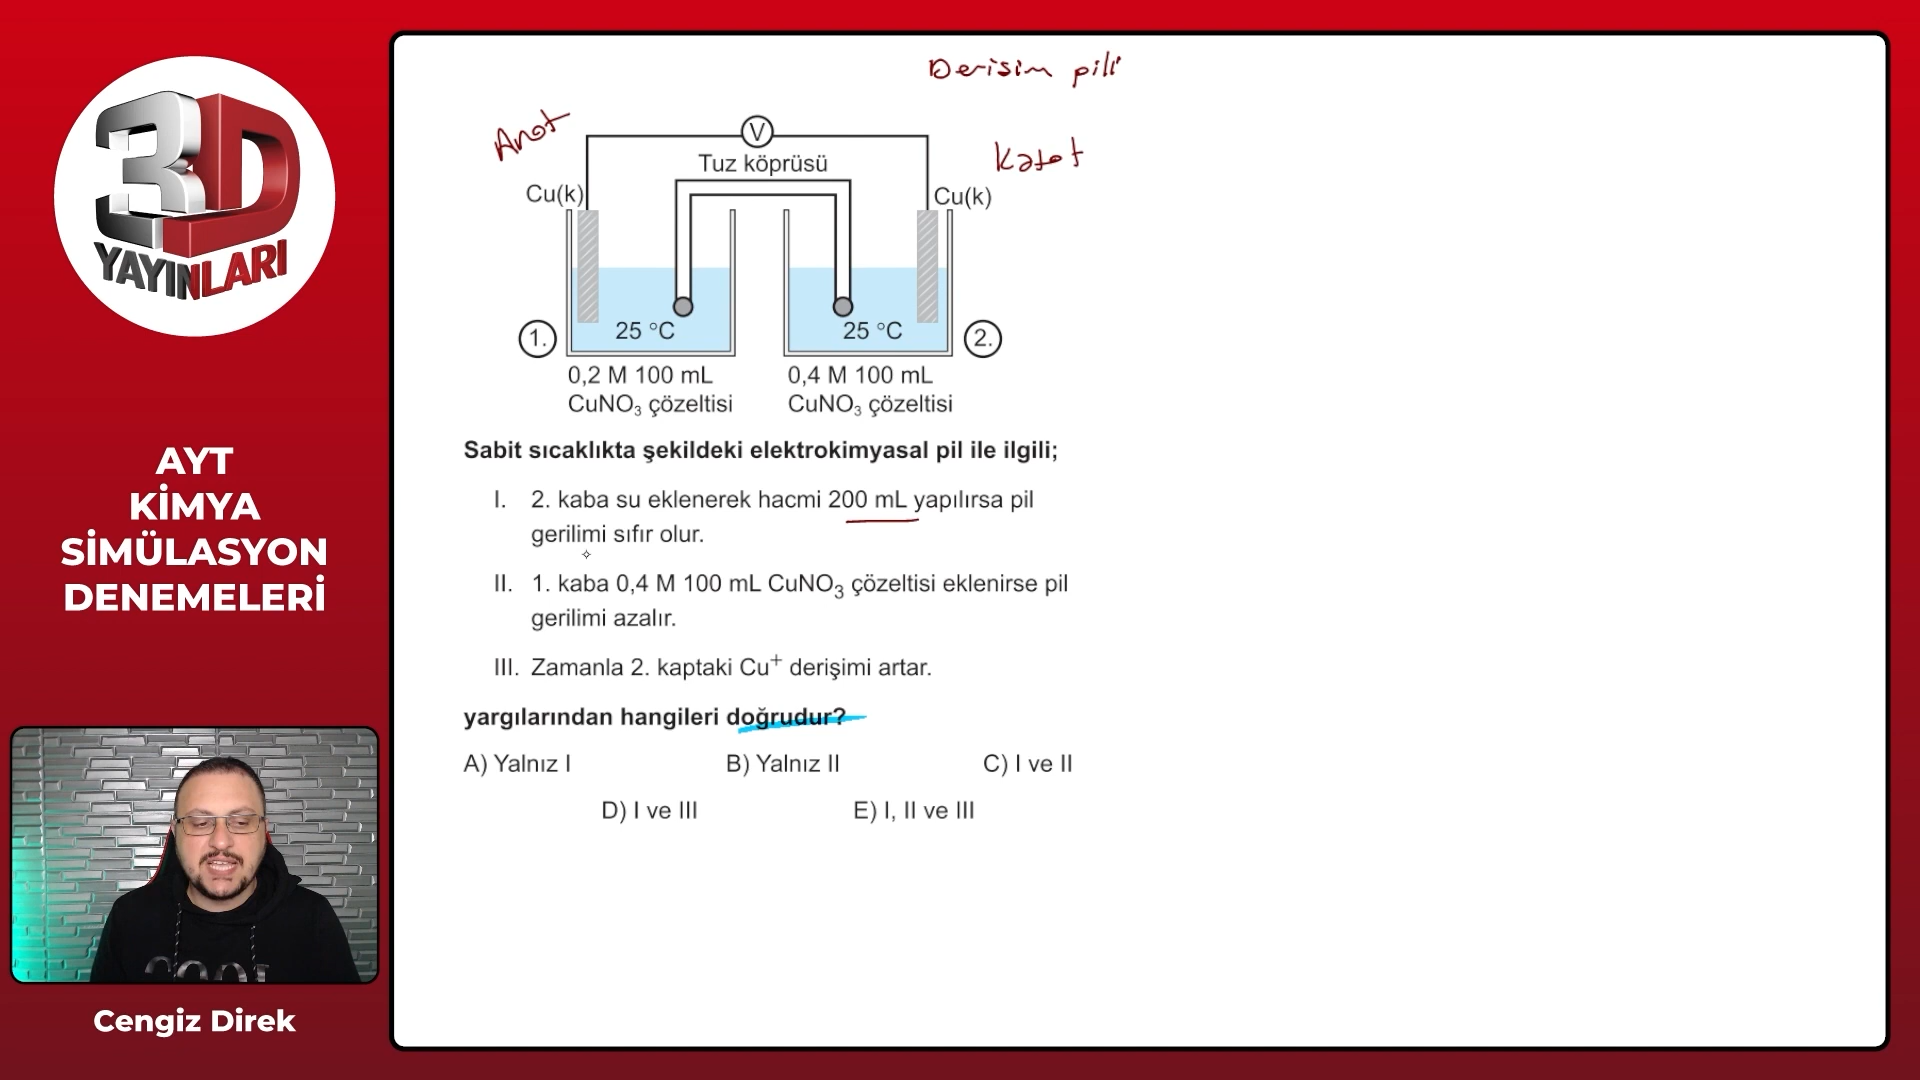 3D
YAYINLARI
AYT
KİMYA
SİMÜLASYON
DENEMELERİ
Cengiz Direk
Derisim pili
Anot
Katot
V
Tuz köprüsü
Cu(k)
Cu(k)
25 °C
25 °C
1.
2.
0,2 M 100 mL
CuNO₃ çözeltisi
0,4 M 100 mL
CuNO₃ çözeltisi
Sabit sıcaklıkta şekildeki elektrokimyasal pil ile ilgili;
I. 2. kaba su eklenerek hacmi 200 mL yapılırsa pil
gerilimi sıfır olur.
II. 1. kaba 0,4 M 100 mL CuNO₃ çözeltisi eklenirse pil
gerilimi azalır.
III. Zamanla 2. kaptaki Cu⁺ derişimi artar.
yargılarından hangileri doğrudur?
A) Yalnız I
B) Yalnız II
C) I ve II
D) I ve III
E) I, II ve III